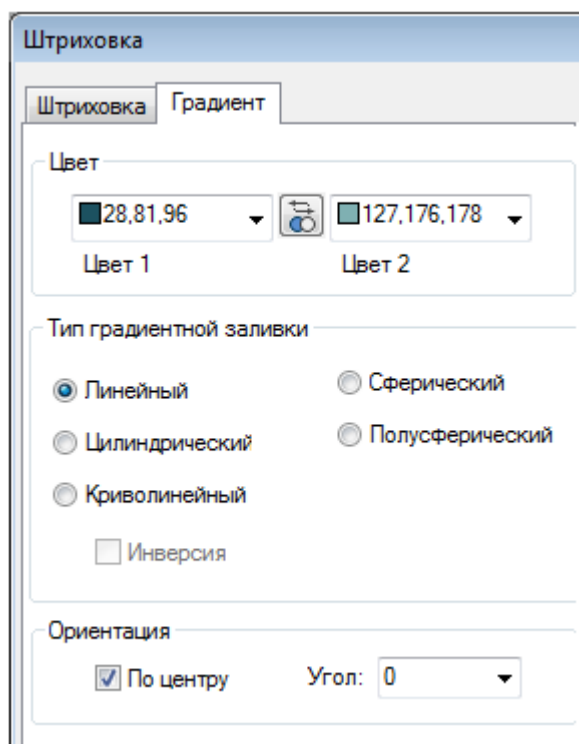 Штриховка
Штриховка Градиент
Цвет
28,81,96 127,176,178
Цвет 1 Цвет 2
Тип градиентной заливки
Линейный Сферический
Цилиндрический Полусферический
Криволинейный
Инверсия
Ориентация
По центру Угол: 0